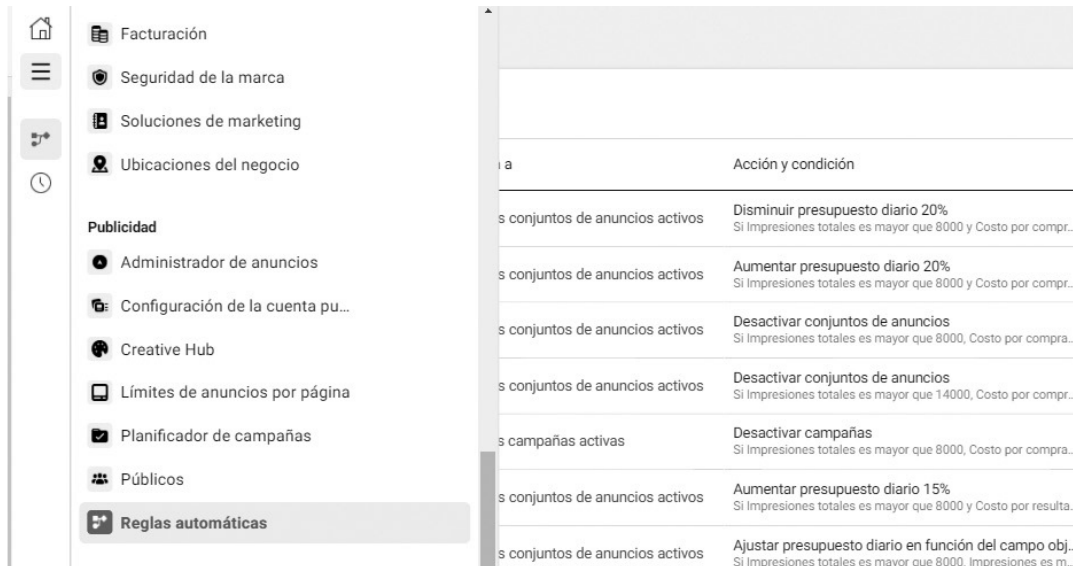 Facturación
Seguridad de la marca
Soluciones de marketing
Ubicaciones del negocio
Publicidad
Administrador de anuncios
Configuración de la cuenta pu...
Creative Hub
Límites de anuncios por página
Planificador de campañas
Públicos
Reglas automáticas
a
Acción y condición
s conjuntos de anuncios activos
Disminuir presupuesto diario 20%
Si Impresiones totales es mayor que 8000 y Costo por compr...
s conjuntos de anuncios activos
Aumentar presupuesto diario 20%
Si Impresiones totales es mayor que 8000 y Costo por compr...
s conjuntos de anuncios activos
Desactivar conjuntos de anuncios
Si Impresiones totales es mayor que 8000, Costo por compra...
s conjuntos de anuncios activos
Desactivar conjuntos de anuncios
Si Impresiones totales es mayor que 14000, Costo por compr...
s campañas activas
Desactivar campañas
Si Impresiones totales es mayor que 8000, Costo por compra...
s conjuntos de anuncios activos
Aumentar presupuesto diario 15%
Si Impresiones totales es mayor que 8000 y Costo por resulta...
s conjuntos de anuncios activos
Ajustar presupuesto diario en función del campo obj...
Si Impresiones totales es mayor que 8000, Impresiones es m...